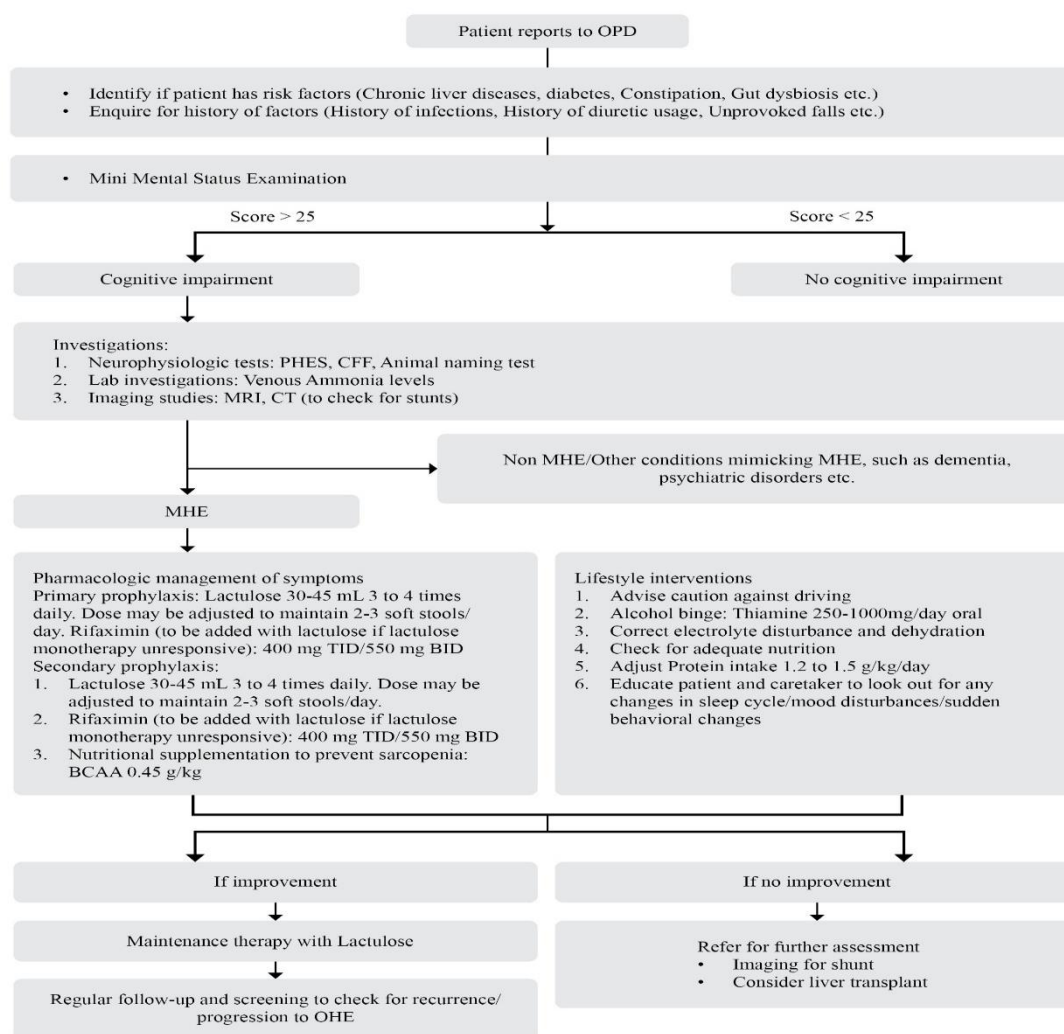 Patient reports to OPD
• Identify if patient has risk factors (Chronic liver diseases, diabetes, Constipation, Gut dysbiosis etc.)
• Enquire for history of factors (History of infections, History of diuretic usage, Unprovoked falls etc.)
• Mini Mental Status Examination
Score > 25
Score < 25
Cognitive impairment
No cognitive impairment
Investigations:
1. Neurophysiologic tests: PHES, CFF, Animal naming test
2. Lab investigations: Venous Ammonia levels
3. Imaging studies: MRI, CT (to check for stunts)
Non MHE/Other conditions mimicking MHE, such as dementia,
psychiatric disorders etc.
MHE
Pharmacologic management of symptoms
Primary prophylaxis: Lactulose 30-45 mL 3 to 4 times
daily. Dose may be adjusted to maintain 2-3 soft stools/
day. Rifaximin (to be added with lactulose if lactulose
monotherapy unresponsive): 400 mg TID/550 mg BID
Secondary prophylaxis:
1. Lactulose 30-45 mL 3 to 4 times daily. Dose may be
adjusted to maintain 2-3 soft stools/day.
2. Rifaximin (to be added with lactulose if lactulose
monotherapy unresponsive): 400 mg TID/550 mg BID
3. Nutritional supplementation to prevent sarcopenia:
BCAA 0.45 g/kg
Lifestyle interventions
1. Advise caution against driving
2. Alcohol binge: Thiamine 250-1000mg/day oral
3. Correct electrolyte disturbance and dehydration
4. Check for adequate nutrition
5. Adjust Protein intake 1.2 to 1.5 g/kg/day
6. Educate patient and caretaker to look out for any
changes in sleep cycle/mood disturbances/sudden
behavioral changes
If improvement
If no improvement
Maintenance therapy with Lactulose
Refer for further assessment
• Imaging for shunt
• Consider liver transplant
Regular follow-up and screening to check for recurrence/
progression to OHE